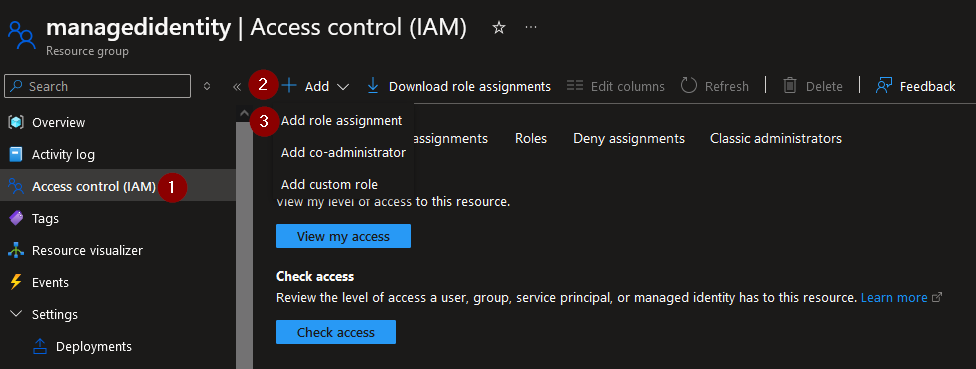 managedidentity | Access control (IAM)
Resource group
Search
2 Add Download role assignments Edit columns Refresh Delete Feedback
3 Add role assignment
Add co-administrator
Add custom role
assignments Roles Deny assignments Classic administrators
Overview
Activity log
Access control (IAM) 1
Tags
Resource visualizer
Events
Settings
Deployments
View my level of access to this resource.
View my access
Check access
Review the level of access a user, group, service principal, or managed identity has to this resource. Learn more
Check access